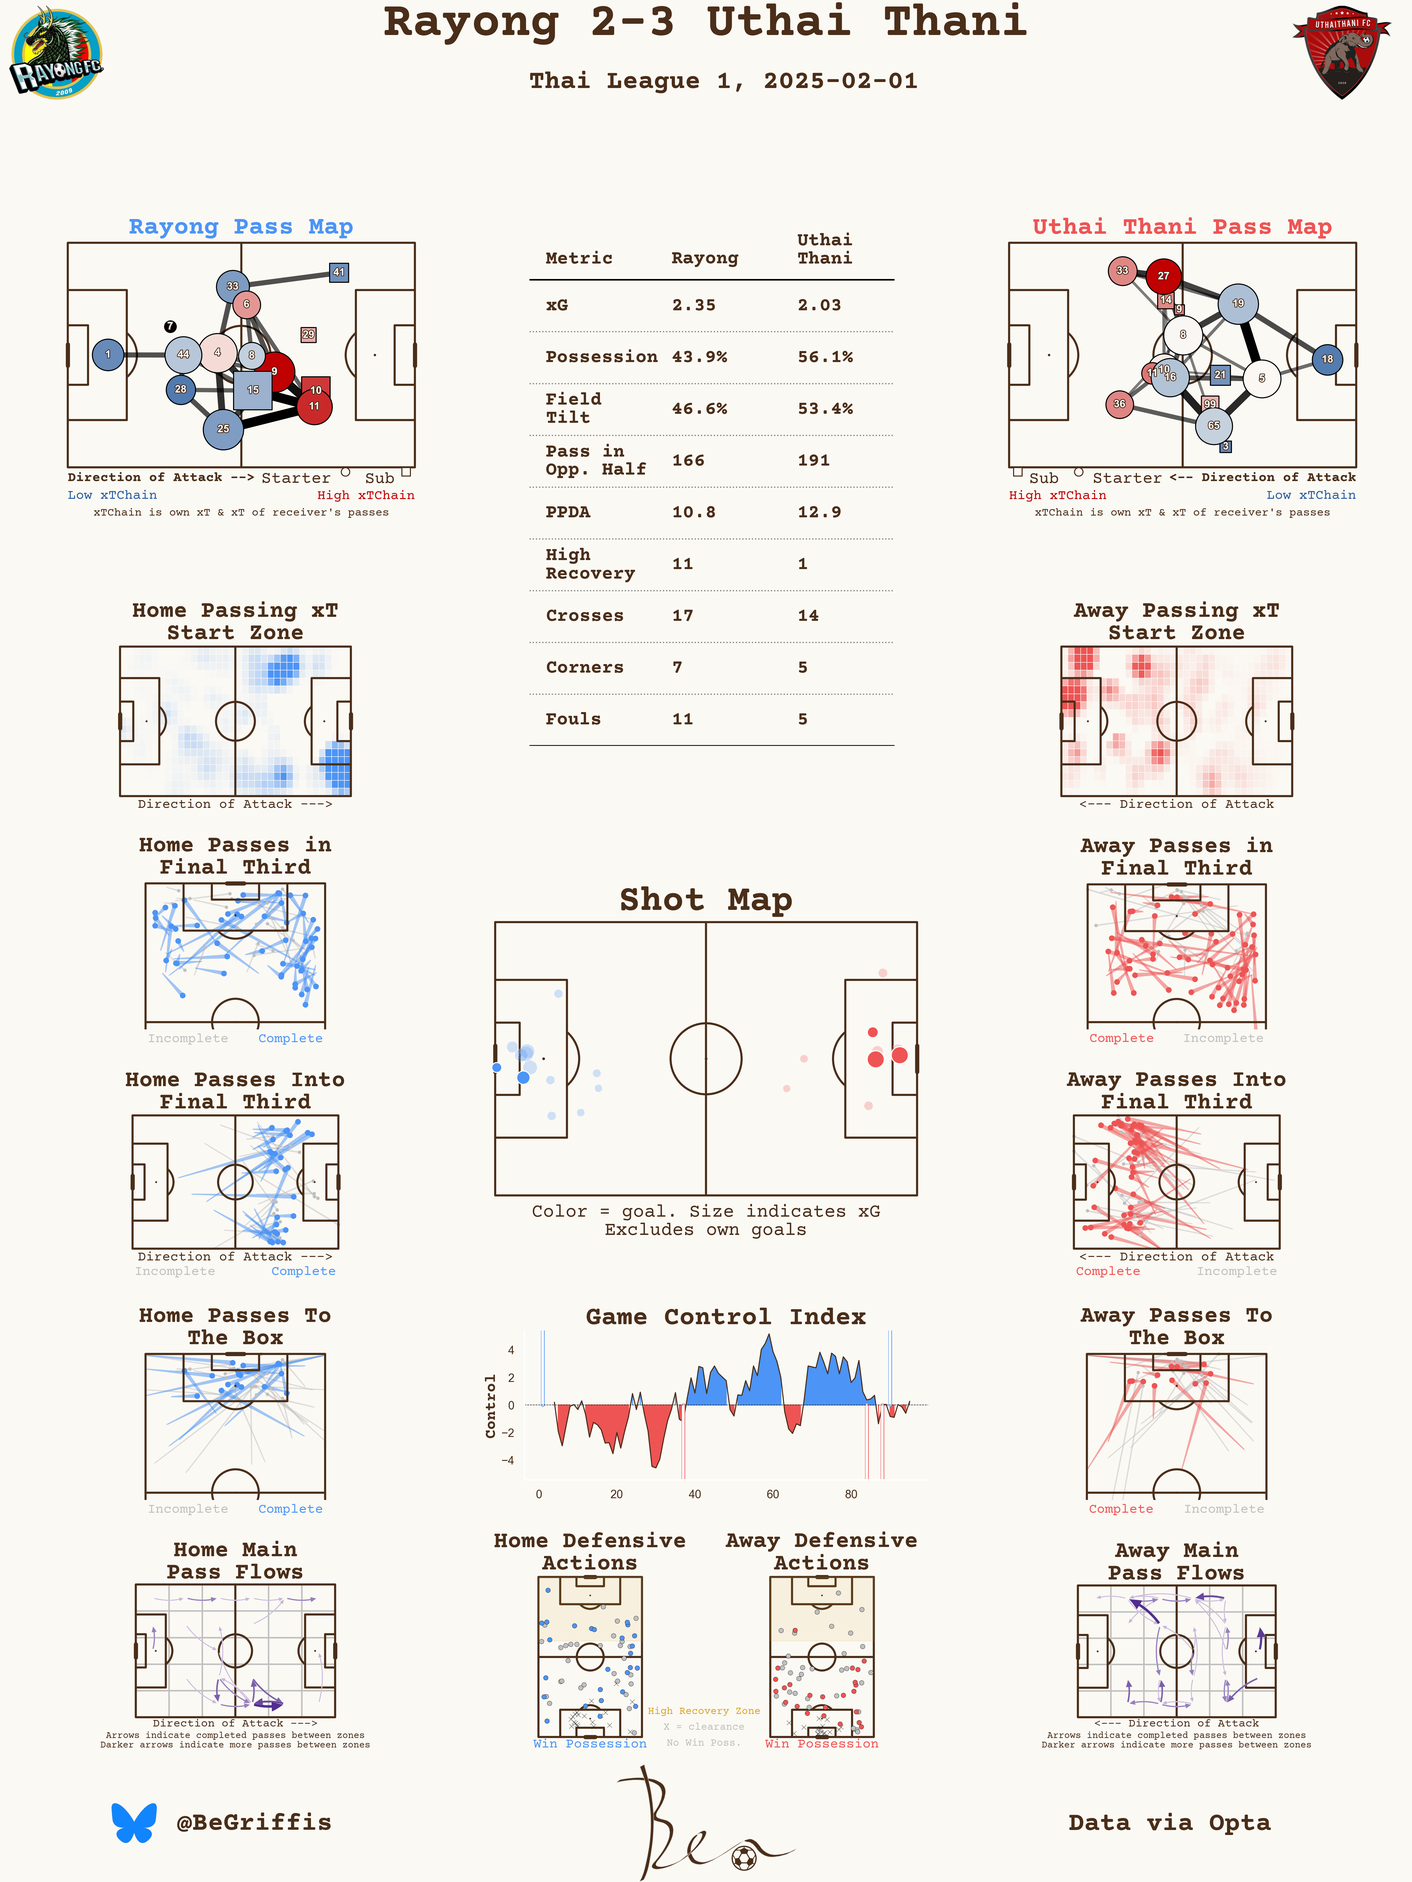 Rayong 2-3 Uthai Thani
Thai League 1, 2025-02-01
RAYONG FC.
2009
UTHAITHANI FC
Rayong Pass Map
41
33
6
7
29
1
44
4
8
9
28
15
10
11
25
Direction of Attack --> Starter Sub
Low xTChain High xTChain
xTChain is own xT & xT of receiver's passes
Metric Rayong Uthai Thani
xG 2.35 2.03
Possession 43.9% 56.1%
Field Tilt 46.6% 53.4%
Pass in Opp. Half 166 191
PPDA 10.8 12.9
High Recovery 11 1
Crosses 17 14
Corners 7 5
Fouls 11 5
Uthai Thani Pass Map
33
27
14
9
19
8
18
11
10
16
21
5
36
99
65
3
Sub Starter <-- Direction of Attack
High xTChain Low xTChain
xTChain is own xT & xT of receiver's passes
Home Passing xT
Start Zone
Direction of Attack --->
Away Passing xT
Start Zone
<--- Direction of Attack
Home Passes in
Final Third
Incomplete Complete
Away Passes in
Final Third
Complete Incomplete
Shot Map
Color = goal. Size indicates xG
Excludes own goals
Home Passes Into
Final Third
Direction of Attack --->
Incomplete Complete
Away Passes Into
Final Third
<--- Direction of Attack
Complete Incomplete
Home Passes To
The Box
Incomplete Complete
Game Control Index
Control
4
2
0
−2
−4
0 20 40 60 80
Away Passes To
The Box
Complete Incomplete
Home Main
Pass Flows
Direction of Attack --->
Arrows indicate completed passes between zones
Darker arrows indicate more passes between zones
Home Defensive
Actions
Win Possession
Away Defensive
Actions
Win Possession
High Recovery Zone
X = clearance
No Win Poss.
Away Main
Pass Flows
<--- Direction of Attack
Arrows indicate completed passes between zones
Darker arrows indicate more passes between zones
@BeGriffis
Ben
Data via Opta